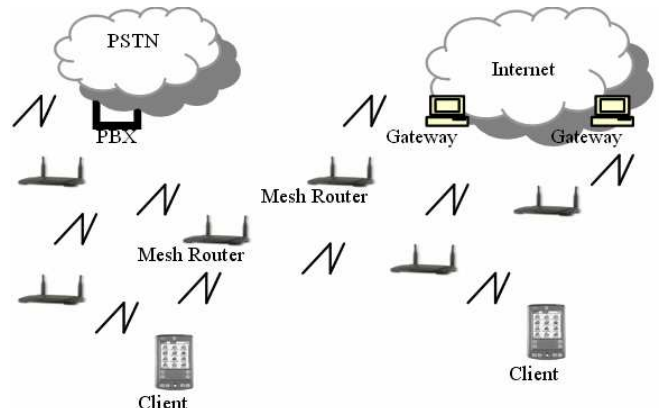 PSTN
Internet
PBX
Gateway
Gateway
Mesh Router
Mesh Router
Client
Client